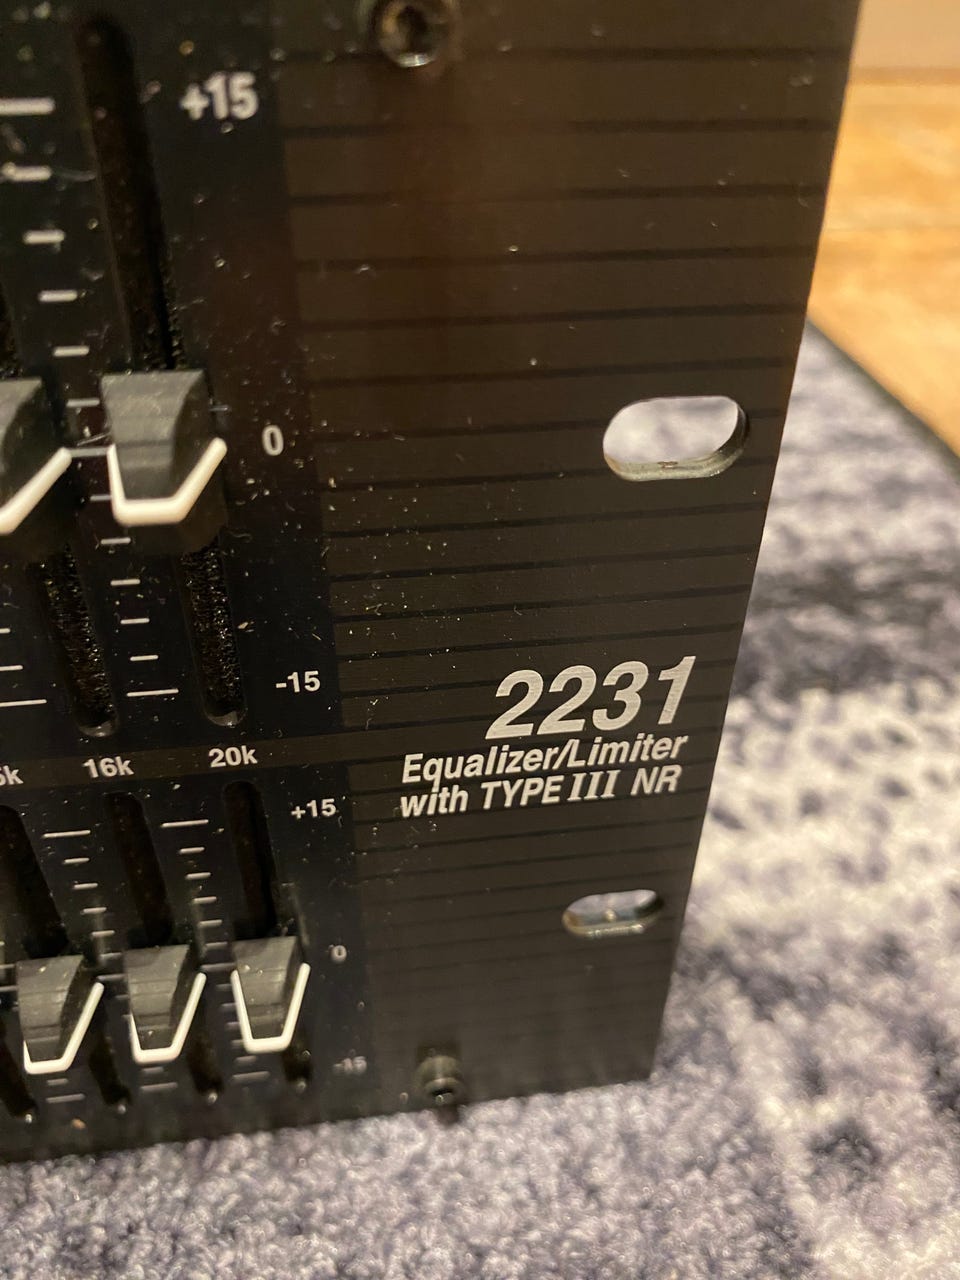 +15
0
-15
16k 20k
2231
Equalizer/Limiter
with TYPE III NR
+15
0
-15